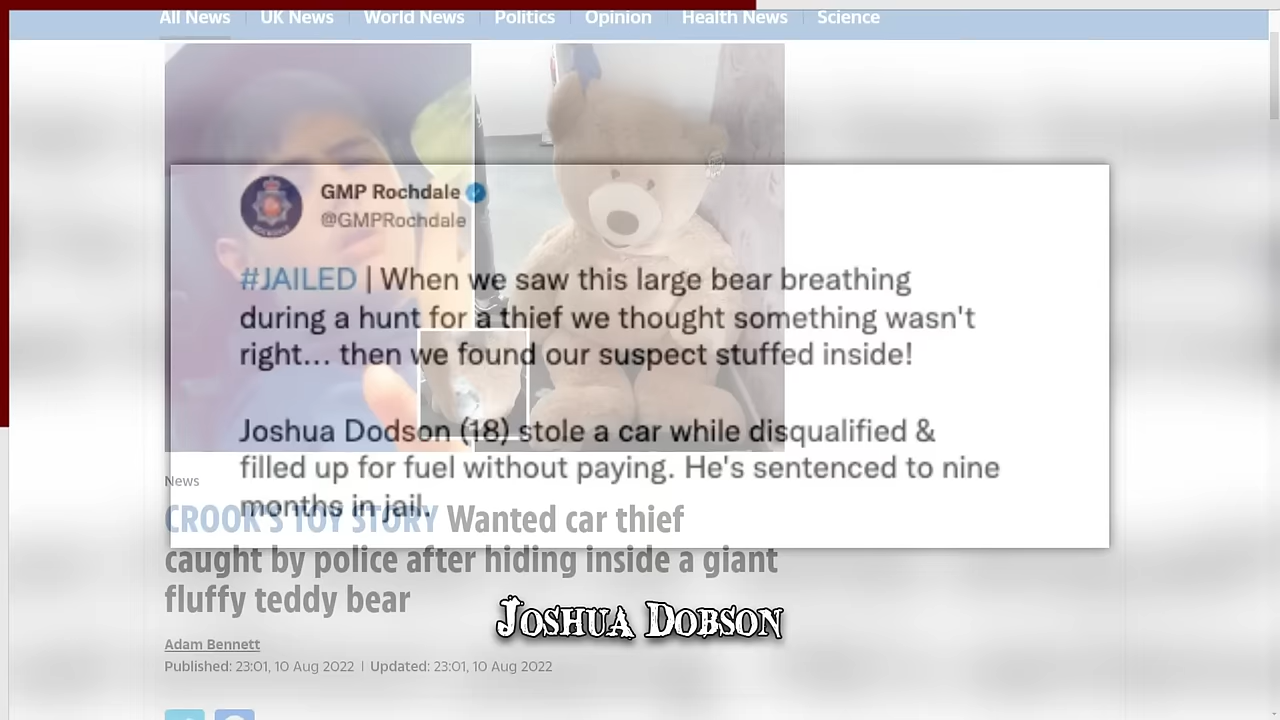 All News UK News World News Politics Opinion Health News Science
GMP Rochdale
@GMPRochdale
#JAILED | When we saw this large bear breathing
during a hunt for a thief we thought something wasn't
right... then we found our suspect stuffed inside!
Joshua Dodson (18) stole a car while disqualified &
filled up for fuel without paying. He's sentenced to nine
months in jail.
News
CROOK'S TOY STORY Wanted car thief
caught by police after hiding inside a giant
fluffy teddy bear
Joshua Dobson
Adam Bennett
Published: 23:01, 10 Aug 2022 | Updated: 23:01, 10 Aug 2022